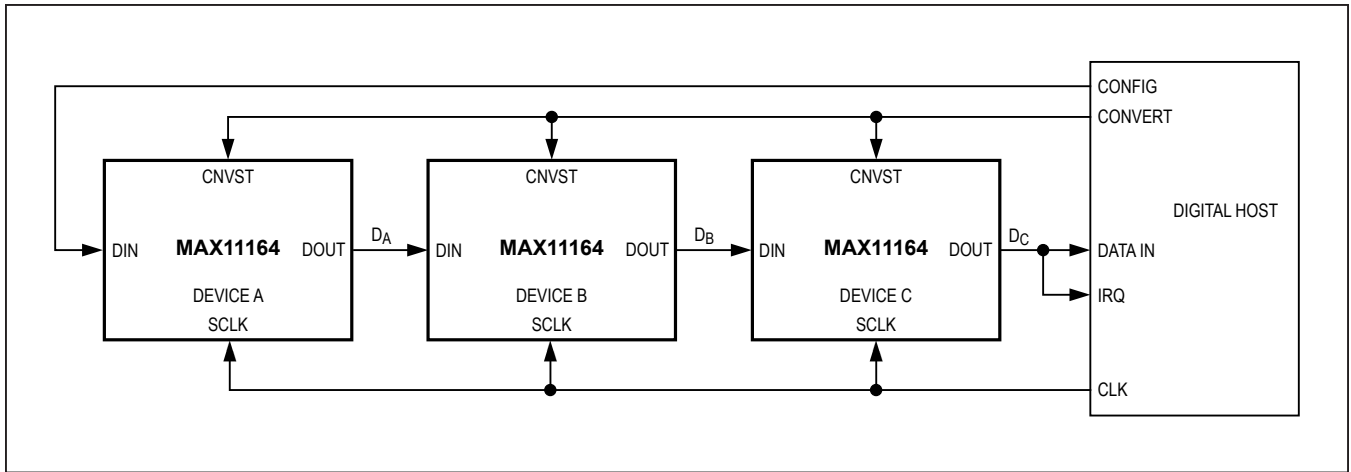 CONFIG
CONVERT
CNVST
CNVST
CNVST
DIGITAL HOST
DIN
MAX11164
DOUT
DA
DIN
MAX11164
DOUT
DB
DIN
MAX11164
DOUT
DC
DATA IN
DEVICE A
DEVICE B
DEVICE C
IRQ
SCLK
SCLK
SCLK
CLK